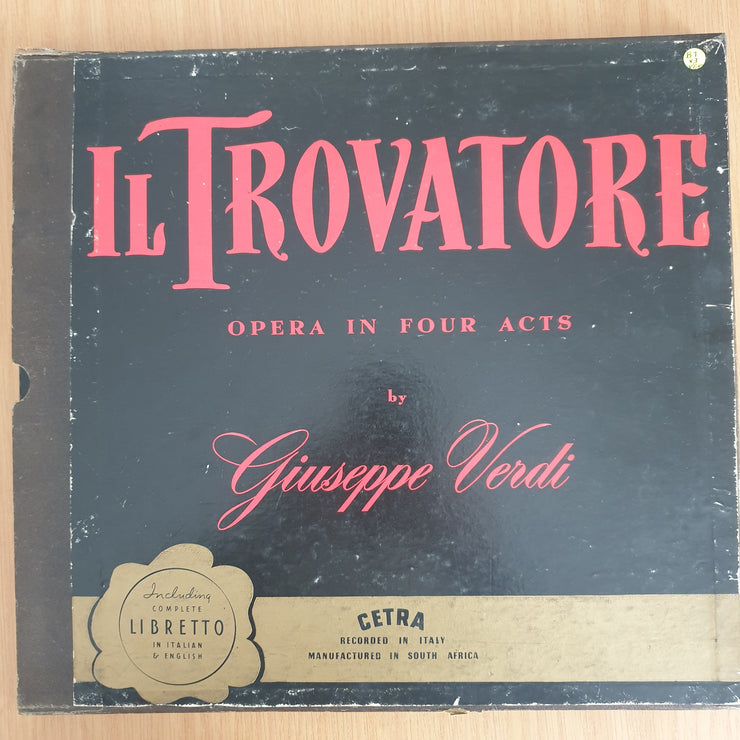 IL TROVATORE
OPERA IN FOUR ACTS
by
Giuseppe Verdi
Including
COMPLETE
LIBRETTO
IN ITALIAN
& ENGLISH
CETRA
RECORDED IN ITALY
MANUFACTURED IN SOUTH AFRICA